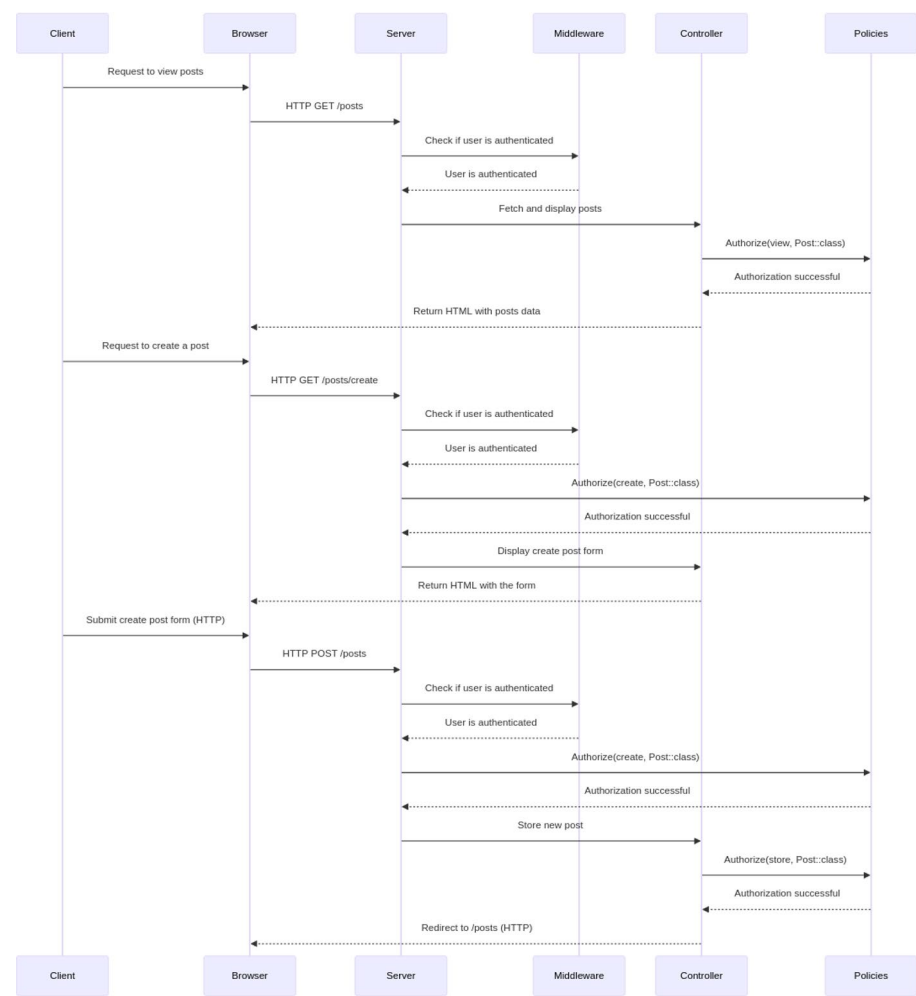 Client Browser Server Middleware Controller Policies
Request to view posts
HTTP GET /posts
Check if user is authenticated
User is authenticated
Fetch and display posts
Authorize(view, Post::class)
Authorization successful
Return HTML with posts data
Request to create a post
HTTP GET /posts/create
Check if user is authenticated
User is authenticated
Authorize(create, Post::class)
Authorization successful
Display create post form
Return HTML with the form
Submit create post form (HTTP)
HTTP POST /posts
Check if user is authenticated
User is authenticated
Authorize(create, Post::class)
Authorization successful
Store new post
Authorize(store, Post::class)
Authorization successful
Redirect to /posts (HTTP)
Client Browser Server Middleware Controller Policies